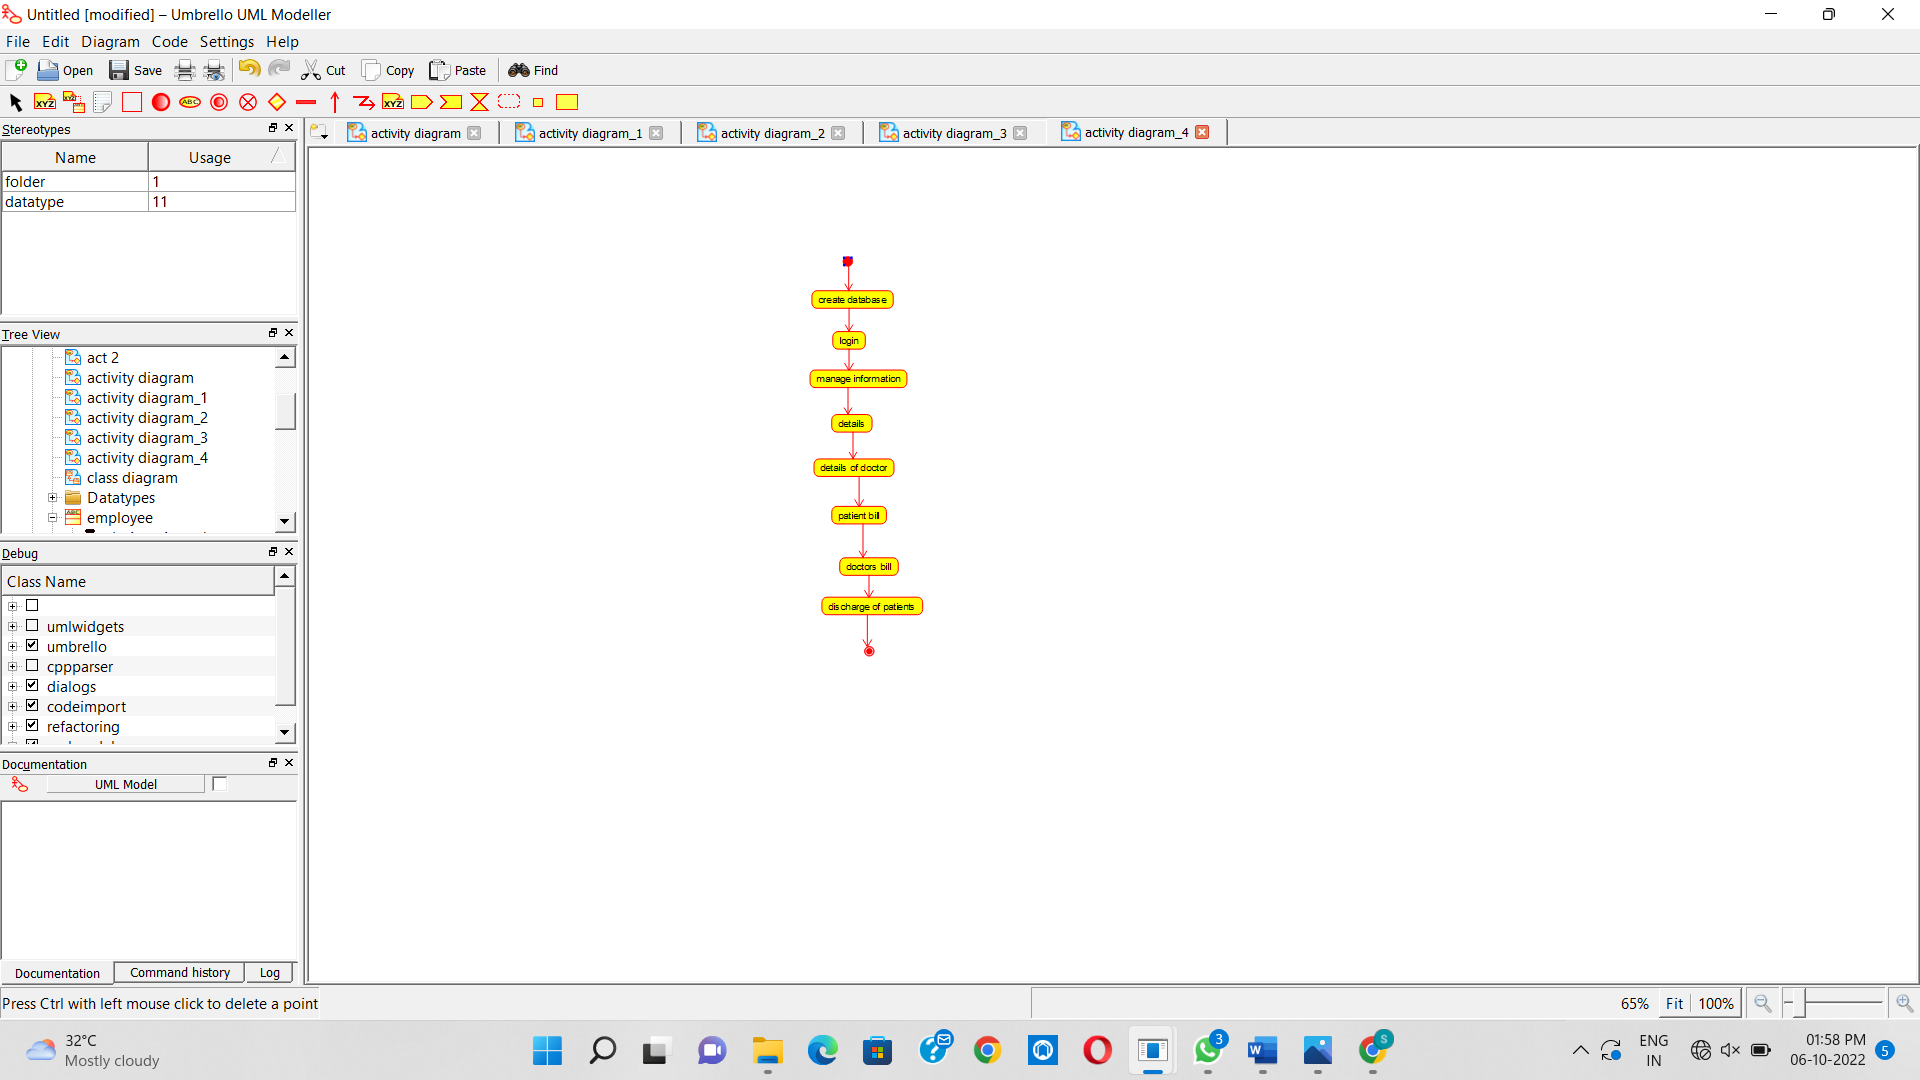 Untitled [modified] – Umbrello UML Modeller
File Edit Diagram Code Settings Help
Open Save Cut Copy Paste Find
XYZ ABC XYZ
Stereotypes
Name Usage
folder 1
datatype 11
Tree View
act 2
activity diagram
activity diagram_1
activity diagram_2
activity diagram_3
activity diagram_4
class diagram
Datatypes
employee
Debug
Class Name
umlwidgets
umbrello
cppparser
dialogs
codeimport
refactoring
Documentation
UML Model
Documentation Command history Log
activity diagram activity diagram_1 activity diagram_2 activity diagram_3 activity diagram_4
create database
login
manage information
details
details of doctor
patient bill
doctors bill
discharge of patients
Press Ctrl with left mouse click to delete a point
65% Fit 100%
32°C
Mostly cloudy
3
S
ENG
IN
01:58 PM
06-10-2022
5